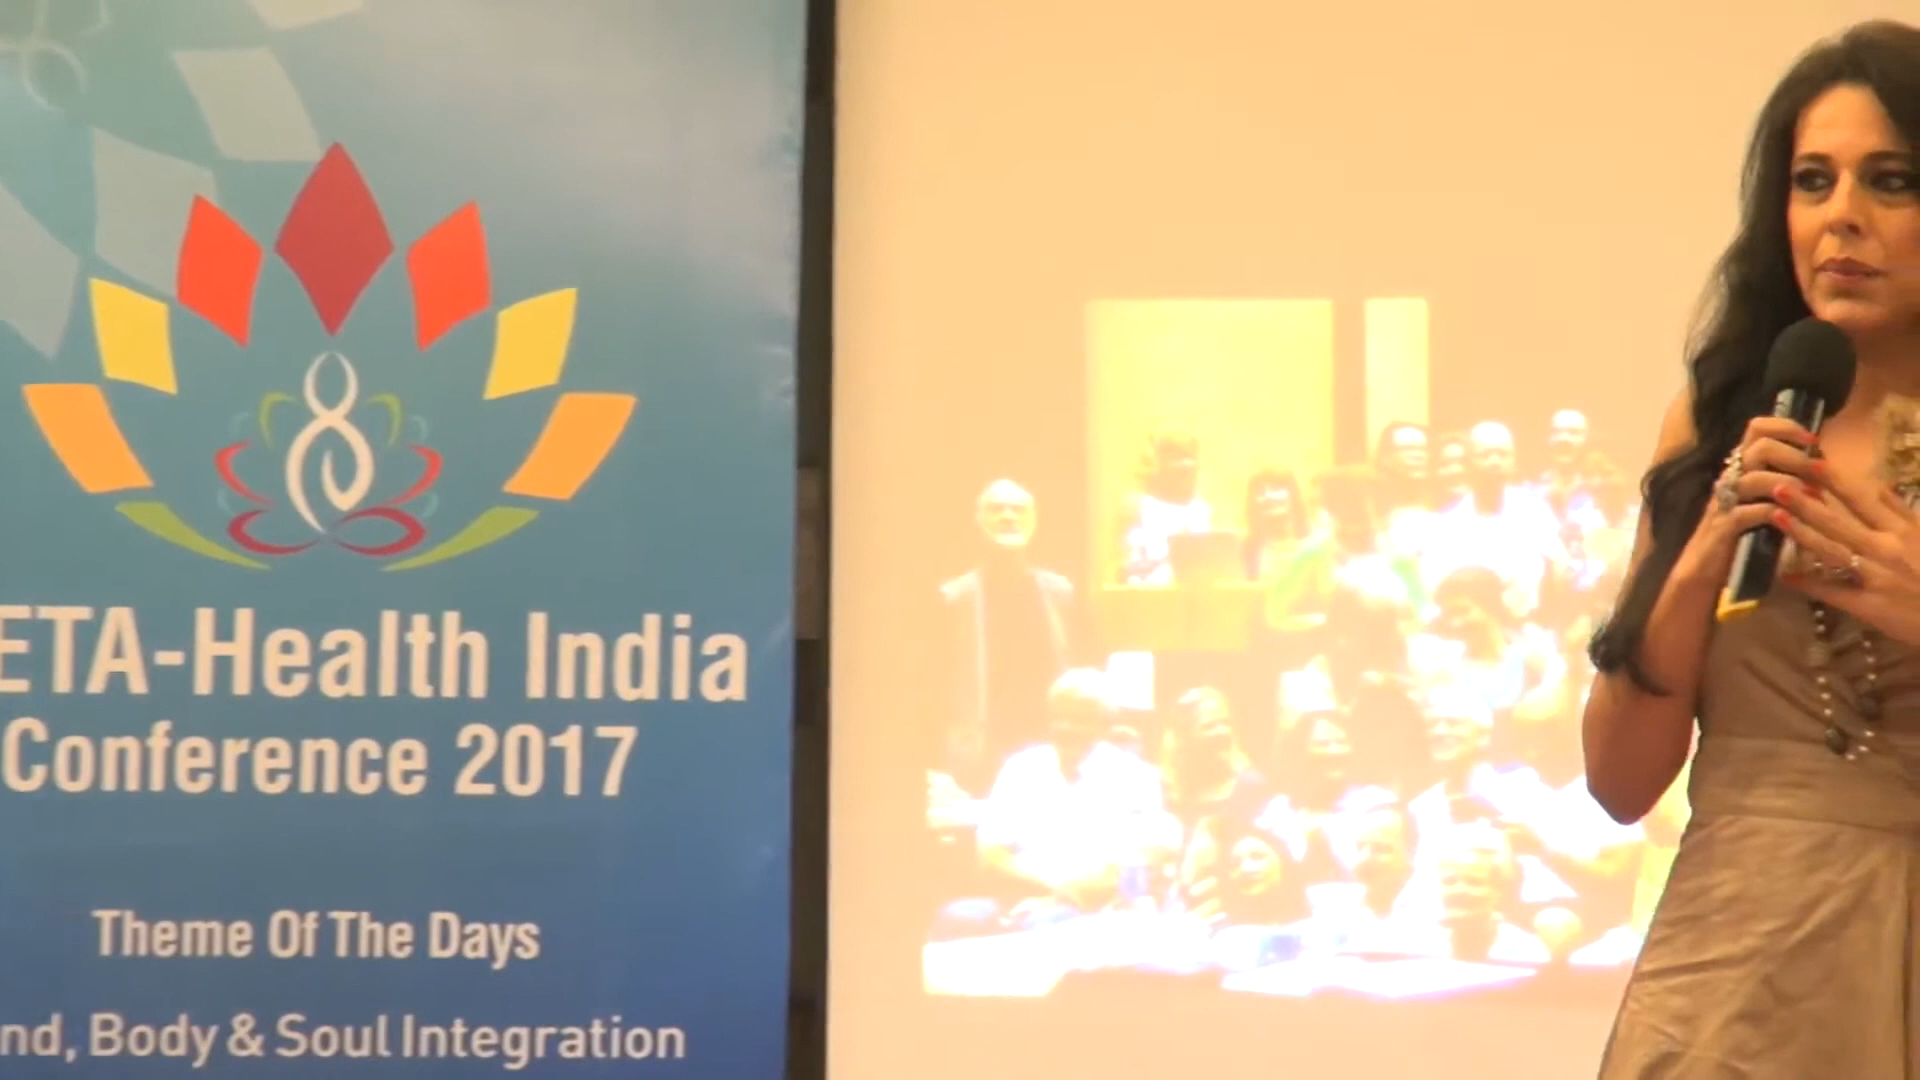 ETA-Health India
Conference 2017
Theme Of The Days
nd, Body & Soul Integration